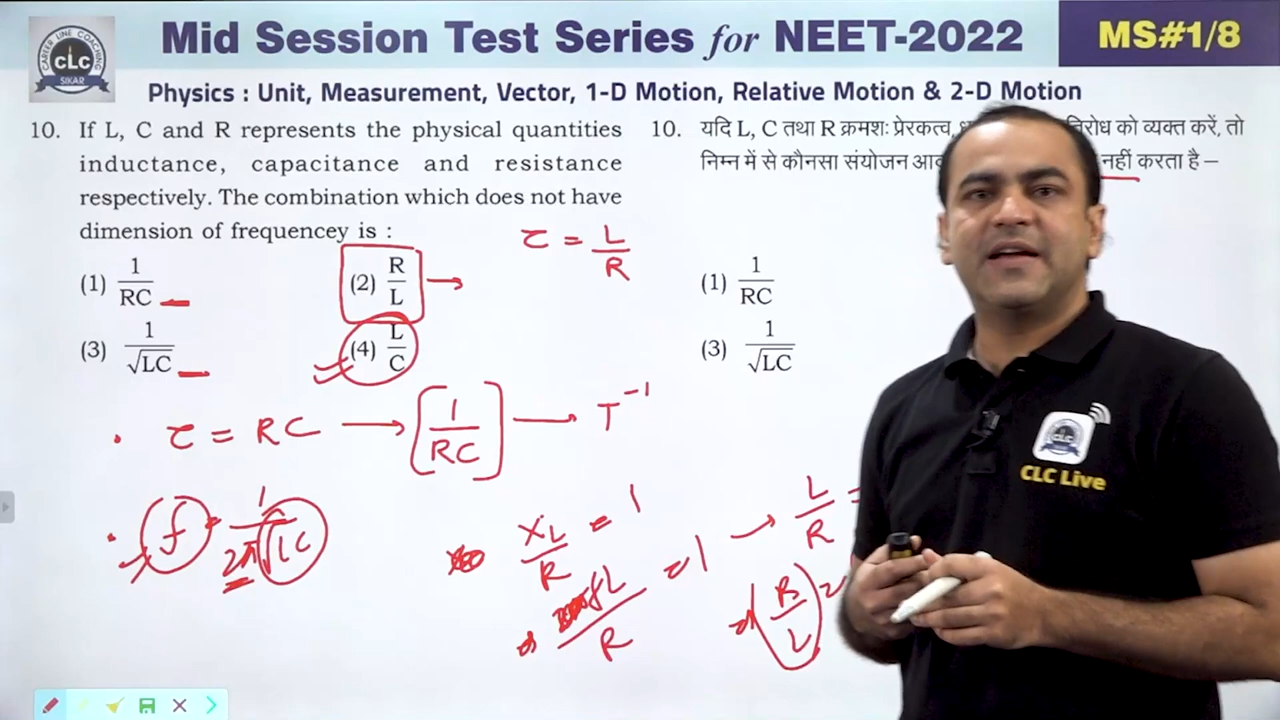 Mid Session Test Series for NEET-2022
MS#1/8
CAREER LINE COACHING
CLC
SIKAR
Physics : Unit, Measurement, Vector, 1-D Motion, Relative Motion & 2-D Motion
10. If L, C and R represents the physical quantities
inductance, capacitance and resistance
respectively. The combination which does not have
dimension of frequencey is :
(1) 1/RC
(2) R/L
(3) 1/√LC
(4) L/C
τ = L/R
10. यदि L, C तथा R क्रमशः प्रेरकत्व,
को व्यक्त करें, तो
निम्न में से कौनसा संयोजन
नहीं करता है –
(1) 1/RC
(3) 1/√LC
τ = RC → [1/RC] → T⁻¹
f = 1/2π√LC
X_L/R = 1
fL/R = 1 → L/R =
R/L
CLC
CLC Live